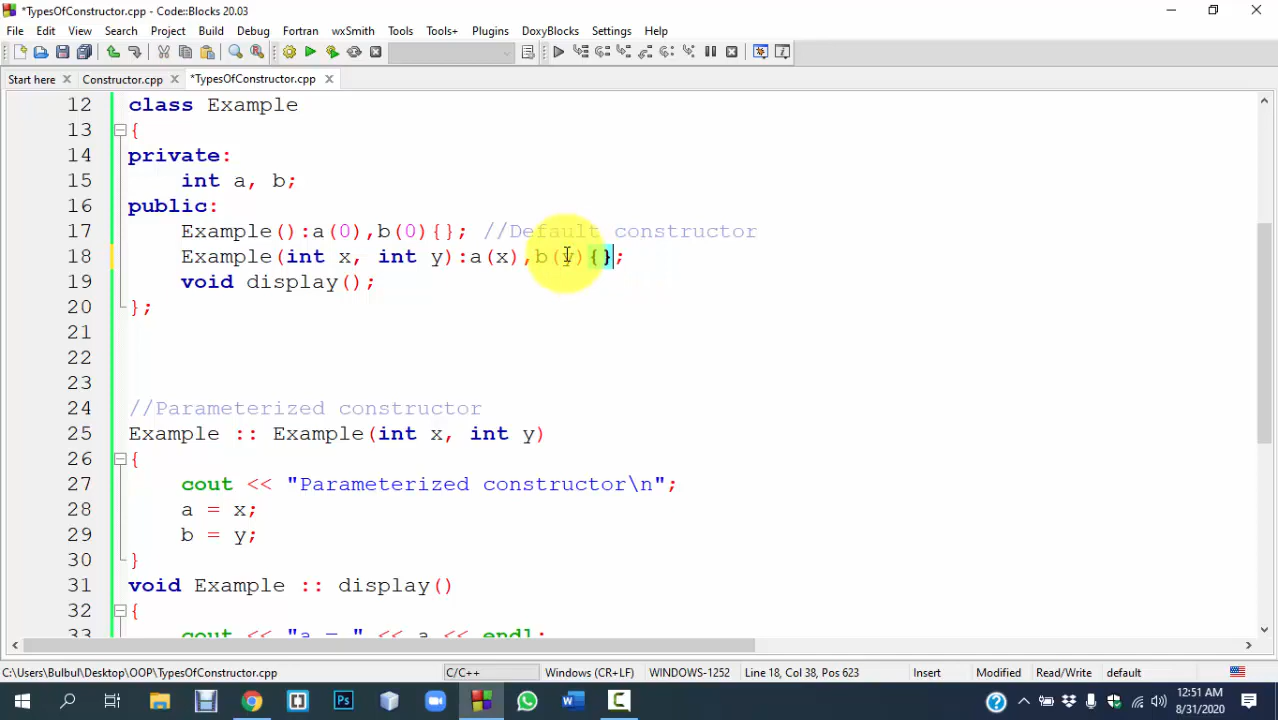 *TypesOfConstructor.cpp - Code::Blocks 20.03
File Edit View Search Project Build Debug Fortran wxSmith Tools Tools+ Plugins DoxyBlocks Settings Help
Start here Constructor.cpp *TypesOfConstructor.cpp
12 class Example
13 {
14 private:
15 int a, b;
16 public:
17 Example():a(0),b(0){}; //Default constructor
18 Example(int x, int y):a(x),b(y){};
19 void display();
20 };
21
22
23
24 //Parameterized constructor
25 Example :: Example(int x, int y)
26 {
27 cout << "Parameterized constructor\n";
28 a = x;
29 b = y;
30 }
31 void Example :: display()
32 {
33 cout << "a = " << a << endl;
C:\Users\Bulbul\Desktop\OOP\TypesOfConstructor.cpp C/C++ Windows (CR+LF) WINDOWS-1252 Line 18, Col 38, Pos 623 Insert Modified Read/Write default
12:51 AM
8/31/2020